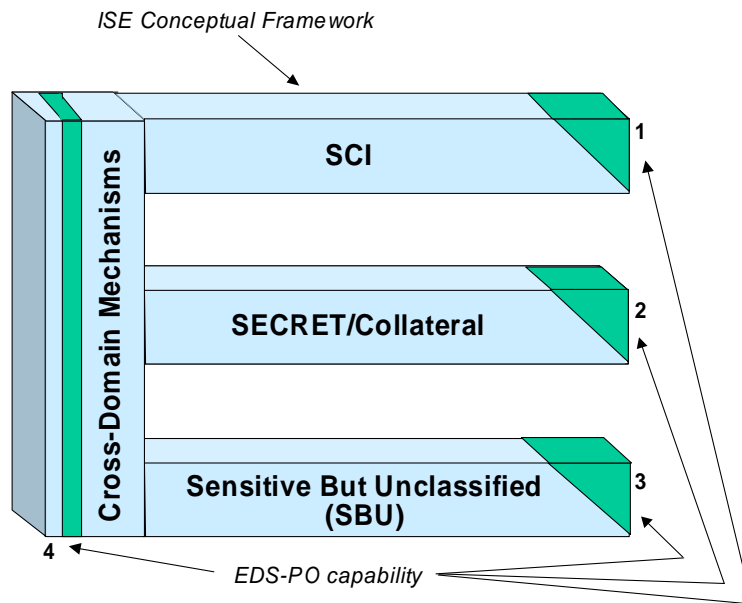 ISE Conceptual Framework
SCI
1
SECRET/Collateral
2
Sensitive But Unclassified
(SBU)
3
Cross-Domain Mechanisms
4
EDS-PO capability